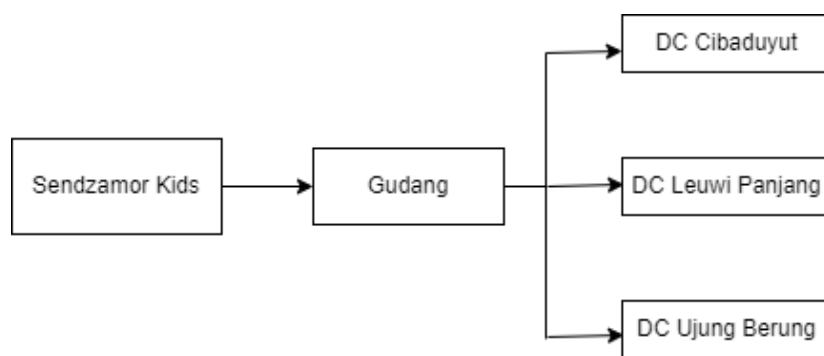 DC Cibaduyut
Sendzamor Kids
Gudang
DC Leuwi Panjang
DC Ujung Berung